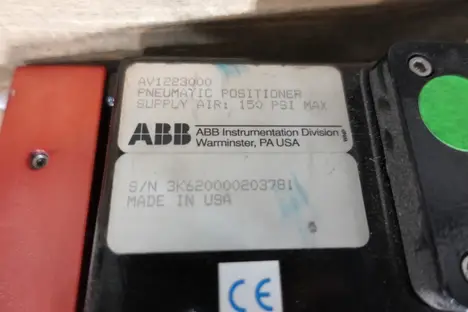 AV1223000
PNEUMATIC POSITIONER
SUPPLY AIR: 150 PSI MAX
ABB ABB Instrumentation Division
Warminster, PA USA
S/N 3K620000203781
MADE IN USA
CE